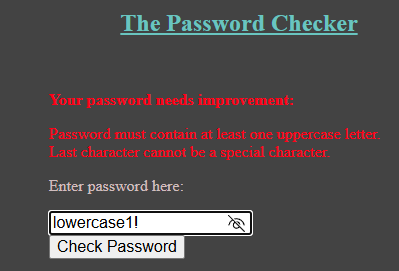 The Password Checker
Your password needs improvement:
Password must contain at least one uppercase letter.
Last character cannot be a special character.
Enter password here:
lowercase1!
Check Password